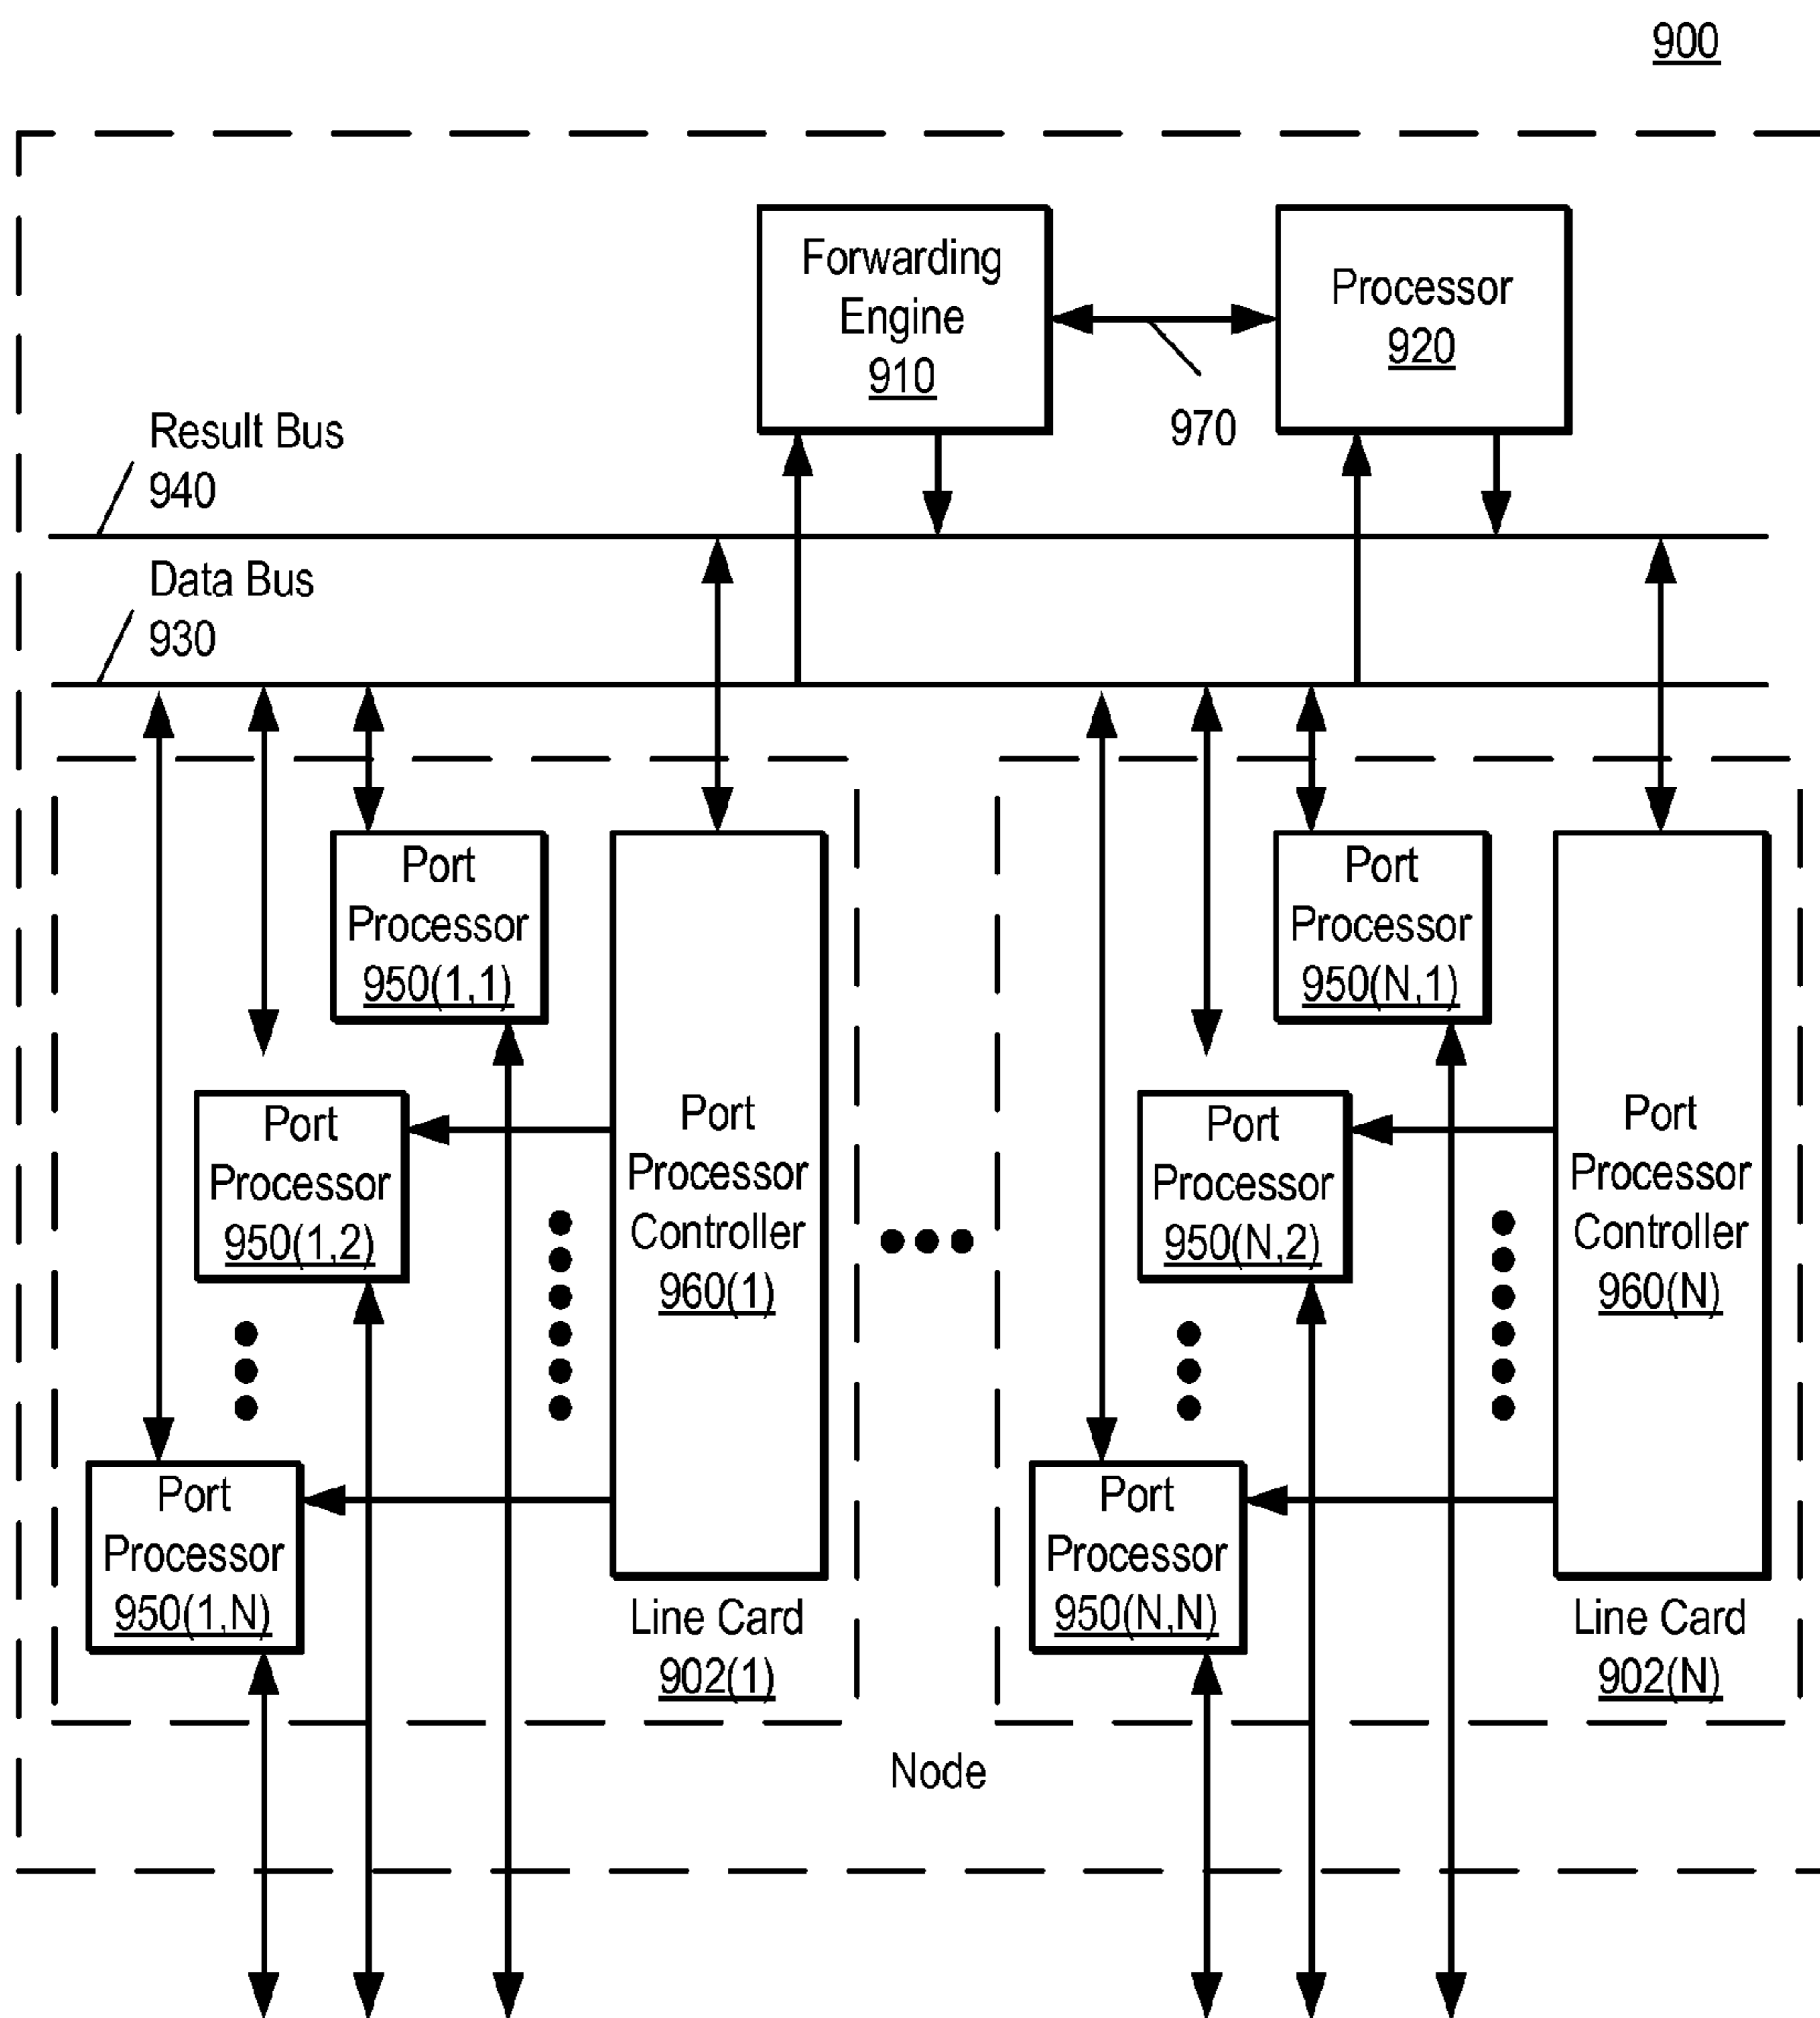 900
Forwarding
Engine
910
Processor
920
970
Result Bus
940
Data Bus
930
Port
Processor
950(1,1)
Port
Processor
950(1,2)
Port
Processor
950(1,N)
Port
Processor
Controller
960(1)
Line Card
902(1)
Port
Processor
950(N,1)
Port
Processor
950(N,2)
Port
Processor
950(N,N)
Port
Processor
Controller
960(N)
Line Card
902(N)
Node